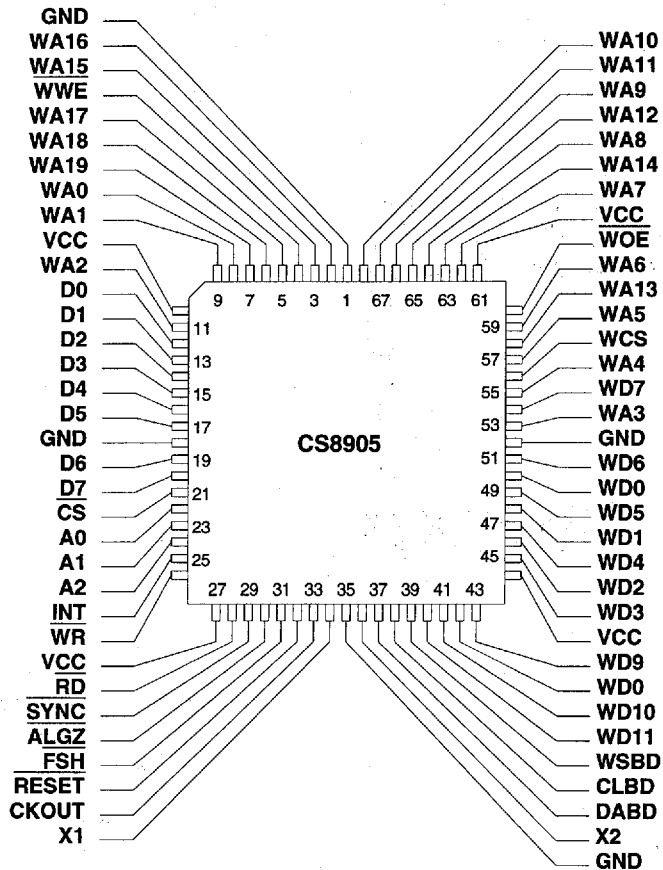 GND
WA16
WA15
WWE
WA17
WA18
WA19
WA0
WA1
VCC
WA2
D0
D1
D2
D3
D4
D5
GND
D6
D7
CS
A0
A1
A2
INT
WR
VCC
RD
SYNC
ALGZ
FSH
RESET
CKOUT
X1
9 7 5 3 1 67 65 63 61
11
13
15
17
19
21
23
25
CS8905
59
57
55
53
51
49
47
45
27 29 31 33 35 37 39 41 43
WA10
WA11
WA9
WA12
WA8
WA14
WA7
VCC
WOE
WA6
WA13
WA5
WCS
WA4
WD7
WA3
GND
WD6
WD0
WD5
WD1
WD4
WD2
WD3
VCC
WD9
WD0
WD10
WD11
WSBD
CLBD
DABD
X2
GND